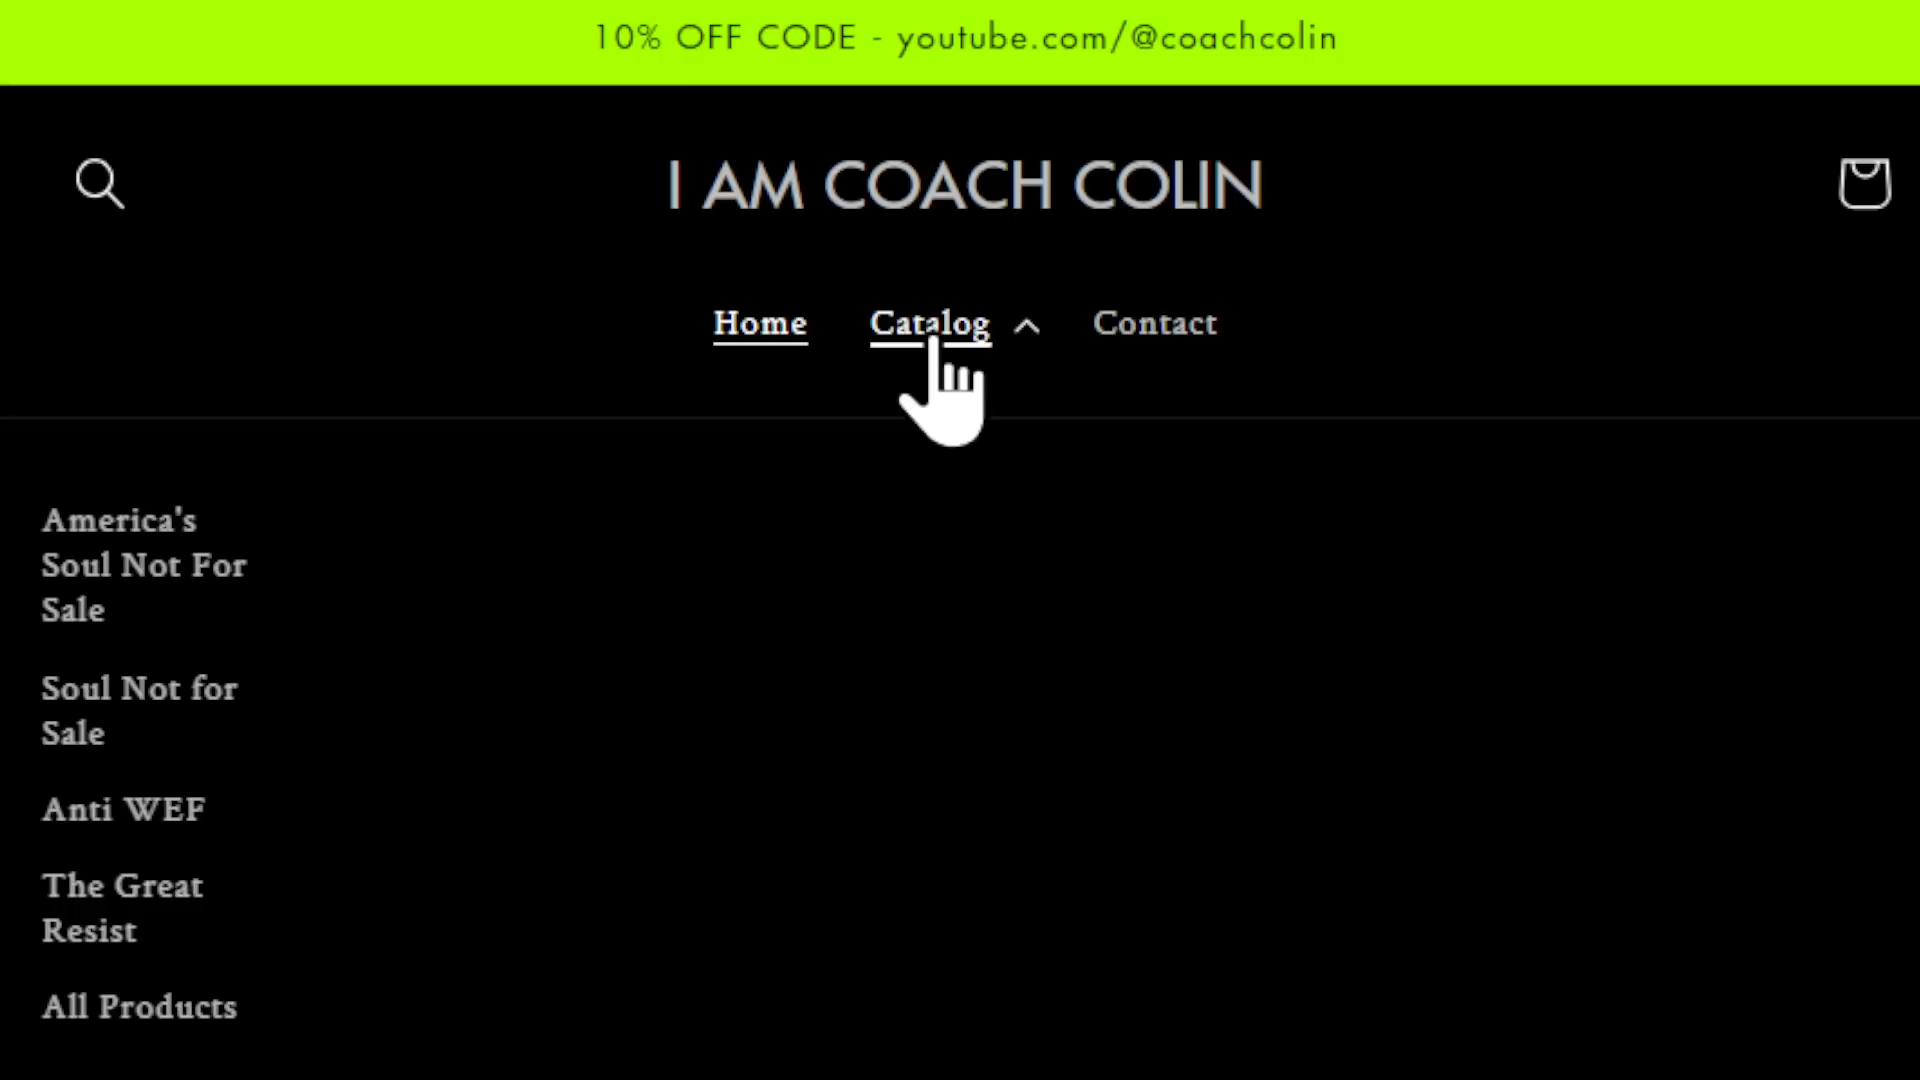 10% OFF CODE - youtube.com/@coachcolin
I AM COACH COLIN
Home Catalog Contact
America's
Soul Not For
Sale
Soul Not for
Sale
Anti WEF
The Great
Resist
All Products